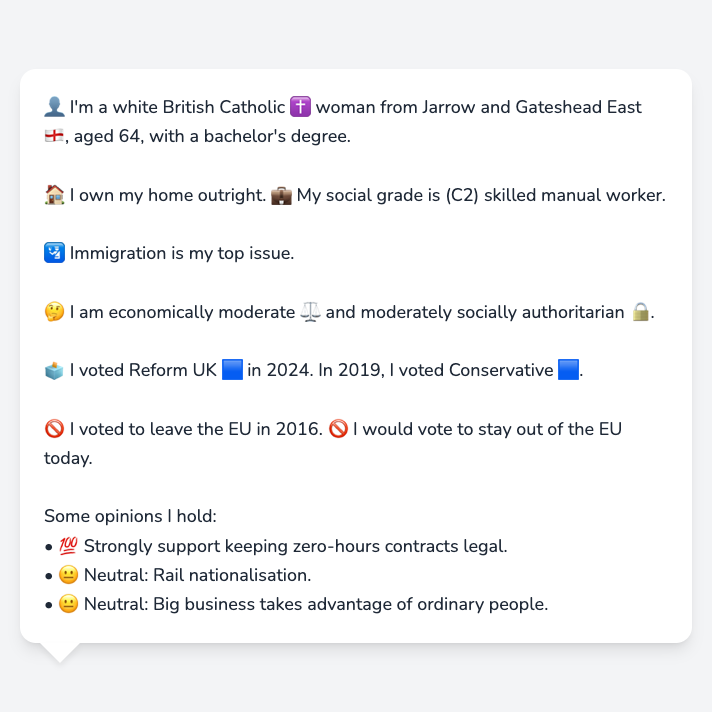 👤 I'm a white British Catholic ✝️ woman from Jarrow and Gateshead East
🏴󠁧󠁢󠁥󠁮󠁧󠁿, aged 64, with a bachelor's degree.
🏠 I own my home outright. 💼 My social grade is (C2) skilled manual worker.
🛂 Immigration is my top issue.
🤔 I am economically moderate ⚖️ and moderately socially authoritarian 🔒.
🗳️ I voted Reform UK 🟦 in 2024. In 2019, I voted Conservative 🟦.
🚫 I voted to leave the EU in 2016. 🚫 I would vote to stay out of the EU
today.
Some opinions I hold:
• 💯 Strongly support keeping zero-hours contracts legal.
• 😐 Neutral: Rail nationalisation.
• 😐 Neutral: Big business takes advantage of ordinary people.